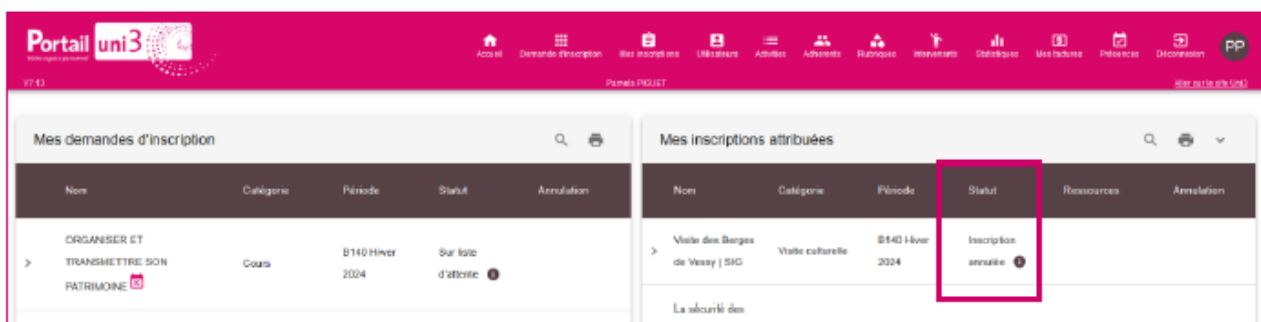 Portail uni3
Accueil
Demande d'inscription
Mes inscriptions
Utilisateurs
Activités
Adhérents
Rubriques
Intervenants
Statistiques
Mes factures
Présences
Déconnexion
PP
Pamela PIGUET
Aller sur le site Uni3
Mes demandes d'inscription
Nom Catégorie Période Statut Annulation
ORGANISER ET
TRANSMETTRE SON
PATRIMOINE
Cours
B140 Hiver
2024
Sur liste
d'attente
Mes inscriptions attribuées
Nom Catégorie Période Statut Ressources Annulation
Visite des Berges
de Vessy | SIG
Visite culturelle
B140 Hiver
2024
Inscription
annulée
La sécurité des